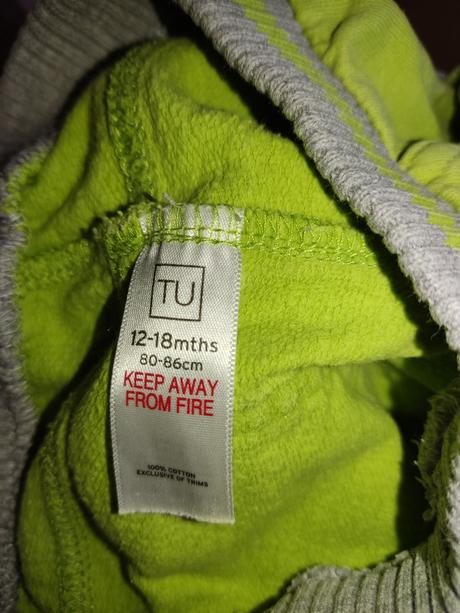 TU
12-18mths
80-86cm
KEEP AWAY
FROM FIRE
100% COTTON
EXCLUSIVE OF TRIMS